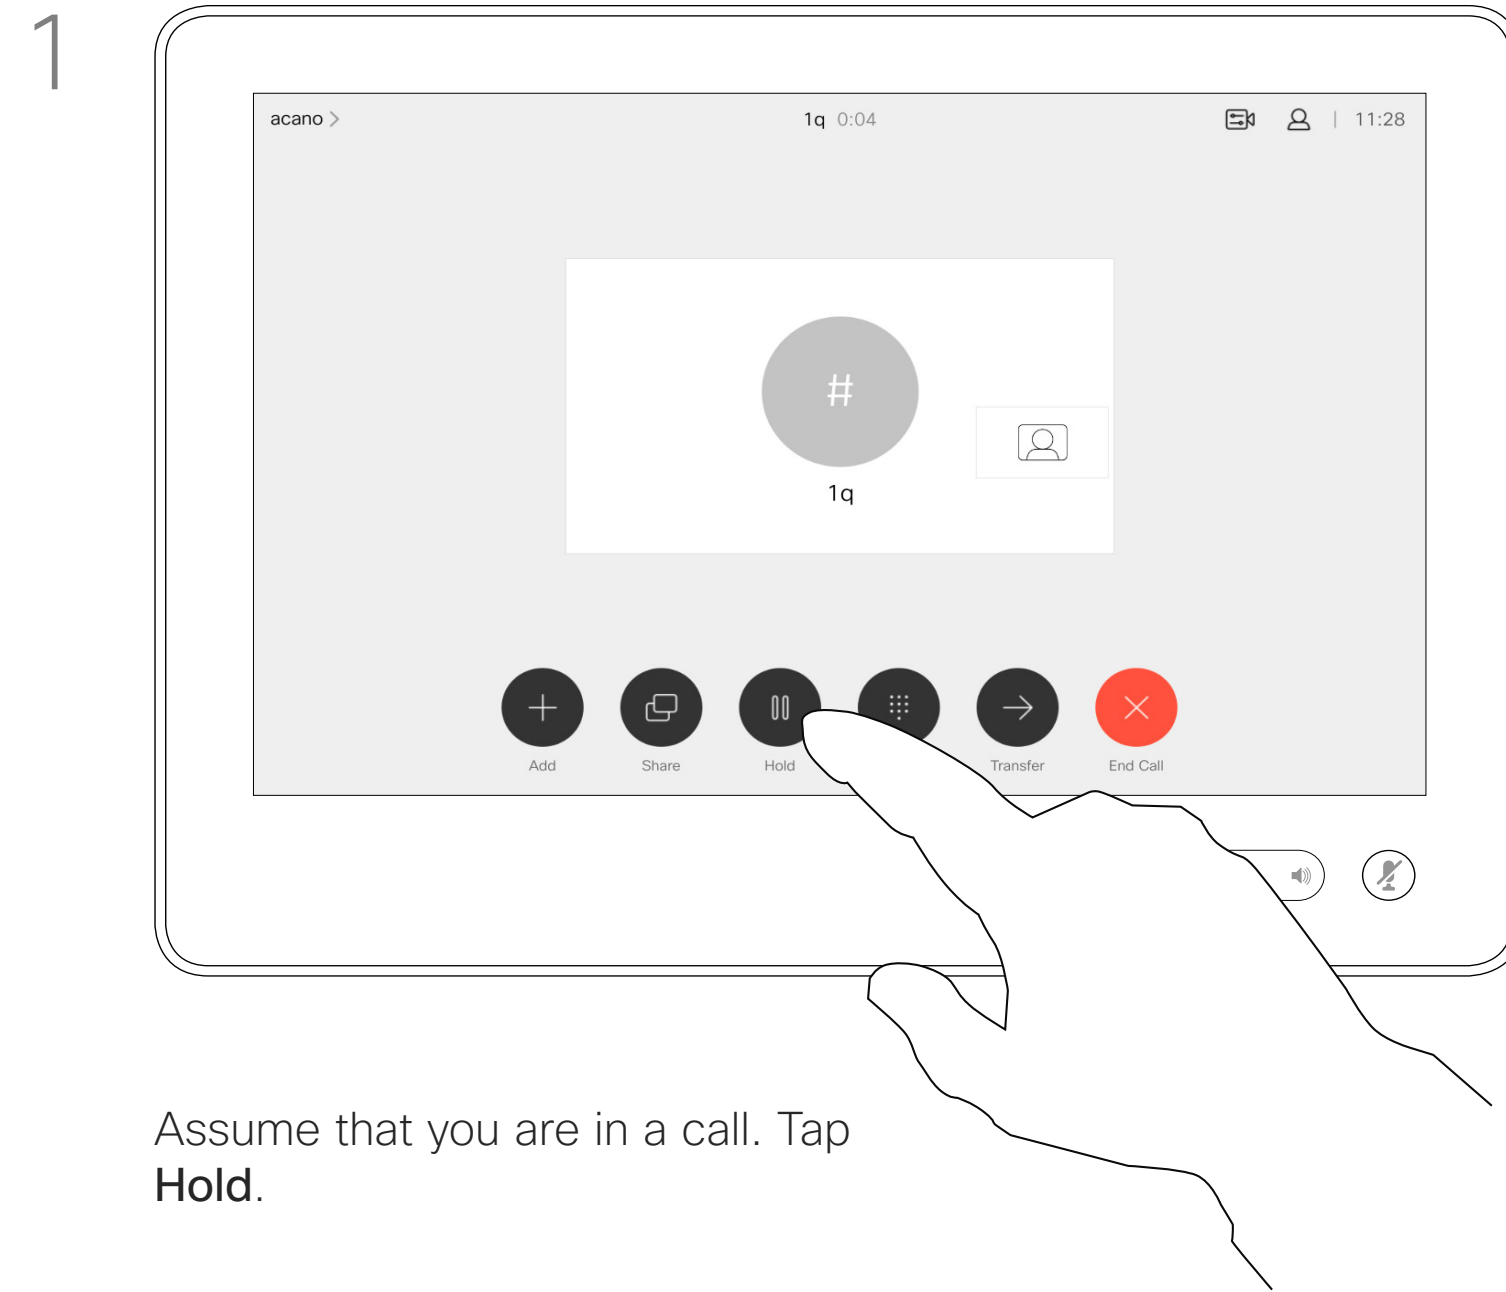 1
acano >
1q 0:04
| 11:28
#
1q
Add
Share
Hold
Transfer
End Call
Assume that you are in a call. Tap
Hold.